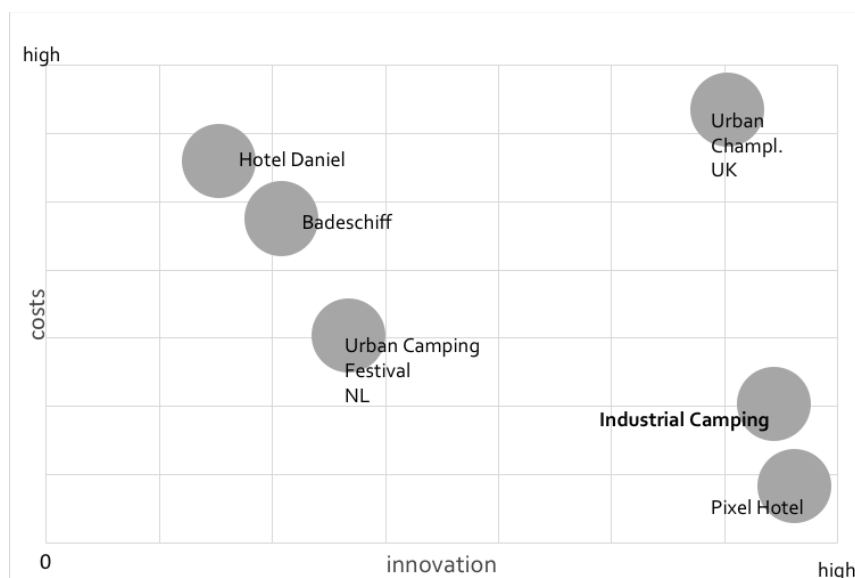 high
Urban
Champl.
UK
Hotel Daniel
Badeschiff
costs
Urban Camping
Festival
NL
Industrial Camping
Pixel Hotel
0
innovation
high